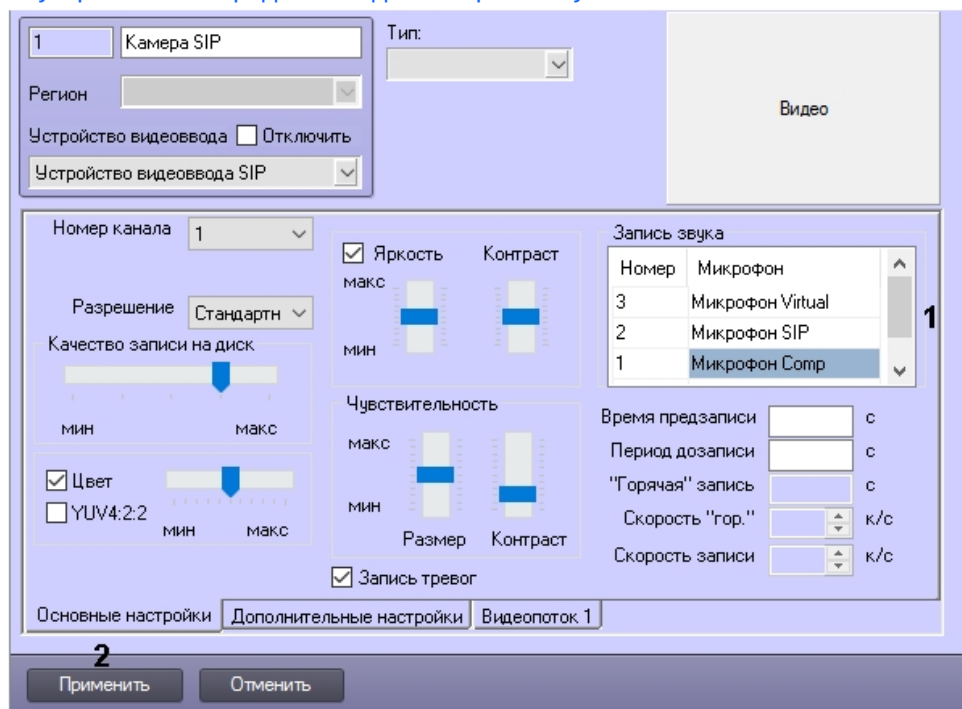 1
Камера SIP
Тип:
Регион
Видео
Устройство видеоввода
Отключить
Устройство видеоввода SIP
Номер канала
1
Разрешение
Стандартн
Качество записи на диск
мин
макс
Цвет
YUV4:2:2
мин
макс
Яркость
Контраст
макс
мин
Чувствительность
макс
мин
Размер
Контраст
Запись тревог
Запись звука
Номер
Микрофон
3
Микрофон Virtual
2
Микрофон SIP
1
Микрофон Comp
1
Время предзаписи
с
Период дозаписи
с
"Горячая" запись
с
Скорость "гор."
к/с
Скорость записи
к/с
Основные настройки
Дополнительные настройки
Видеопоток 1
2
Применить
Отменить